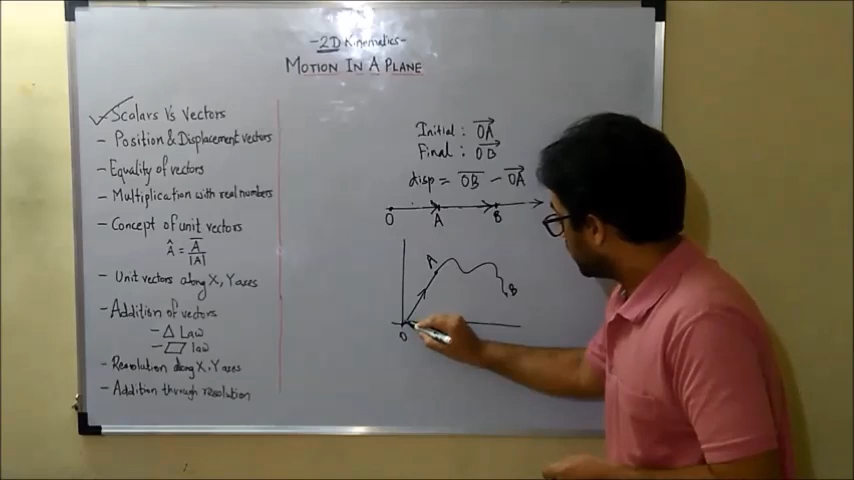 -2D Kinematics-
MOTION IN A PLANE
Scalars Vs Vectors
- Position & Displacement vectors
- Equality of vectors
- Multiplication with real numbers
- Concept of unit vectors
Â = A / |A|
- Unit vectors along X, Y axes
- Addition of vectors
- Δ Law
- ▱ law
- Resolution along X, Y axes
- Addition through resolution
Initial : OA
Final : OB
disp = OB - OA
O A B
A
B
O